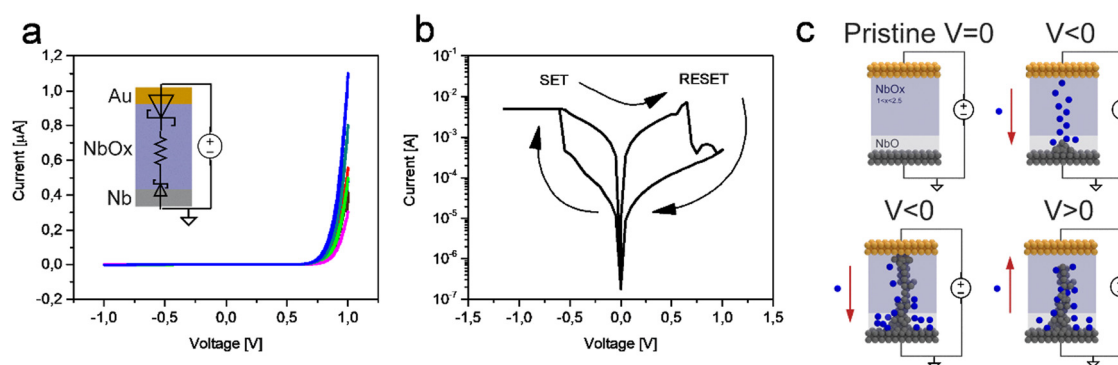 a
Au
NbOx
Nb
Current [µA]
1,2
1,0
0,8
0,6
0,4
0,2
0,0
-0,2
-1,0
-0,5
0,0
0,5
1,0
Voltage [V]
b
SET
RESET
Current [A]
10⁻¹
10⁻²
10⁻³
10⁻⁴
10⁻⁵
10⁻⁶
10⁻⁷
-1,0
-0,5
0,0
0,5
1,0
1,5
Voltage [V]
c
Pristine V=0
NbOx
1<x<2.5
NbO
V<0
V<0
V>0